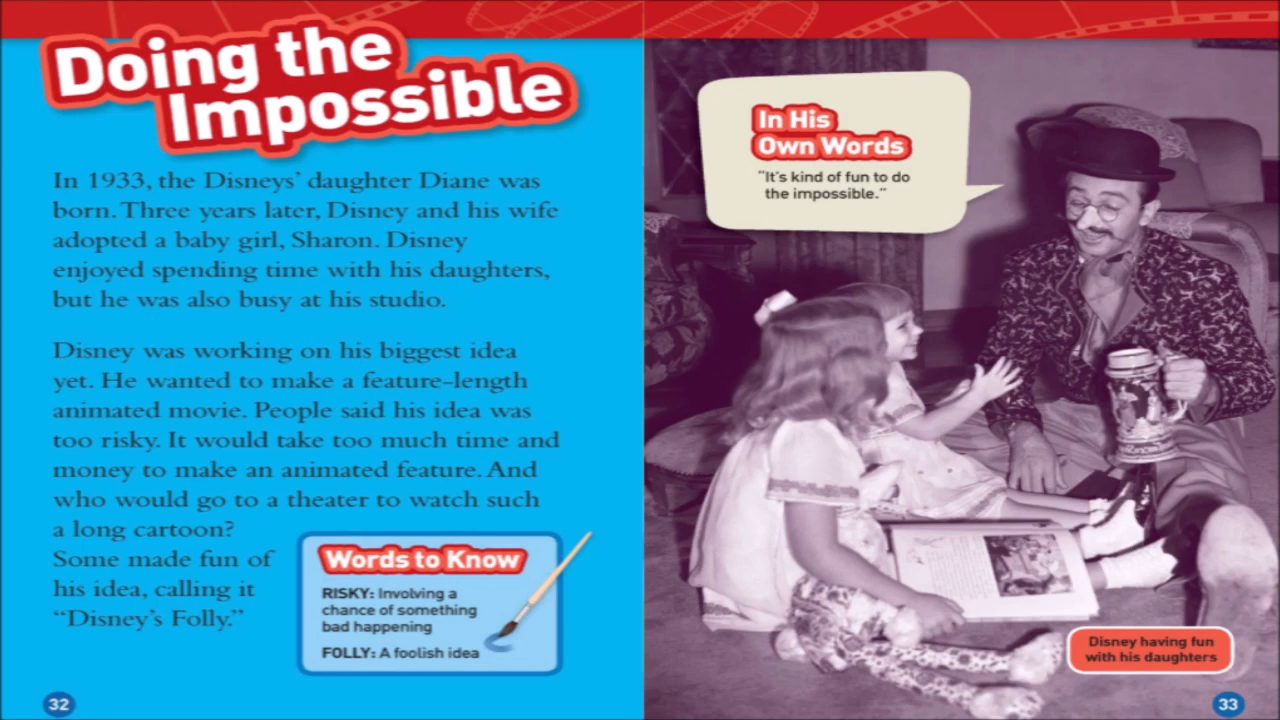 Doing the
Impossible
In 1933, the Disneys' daughter Diane was
born. Three years later, Disney and his wife
adopted a baby girl, Sharon. Disney
enjoyed spending time with his daughters,
but he was also busy at his studio.
Disney was working on his biggest idea
yet. He wanted to make a feature-length
animated movie. People said his idea was
too risky. It would take too much time and
money to make an animated feature. And
who would go to a theater to watch such
a long cartoon?
Some made fun of
his idea, calling it
“Disney's Folly.”
Words to Know
RISKY: Involving a
chance of something
bad happening
FOLLY: A foolish idea
32
In His
Own Words
“It's kind of fun to do
the impossible.”
Disney having fun
with his daughters
33